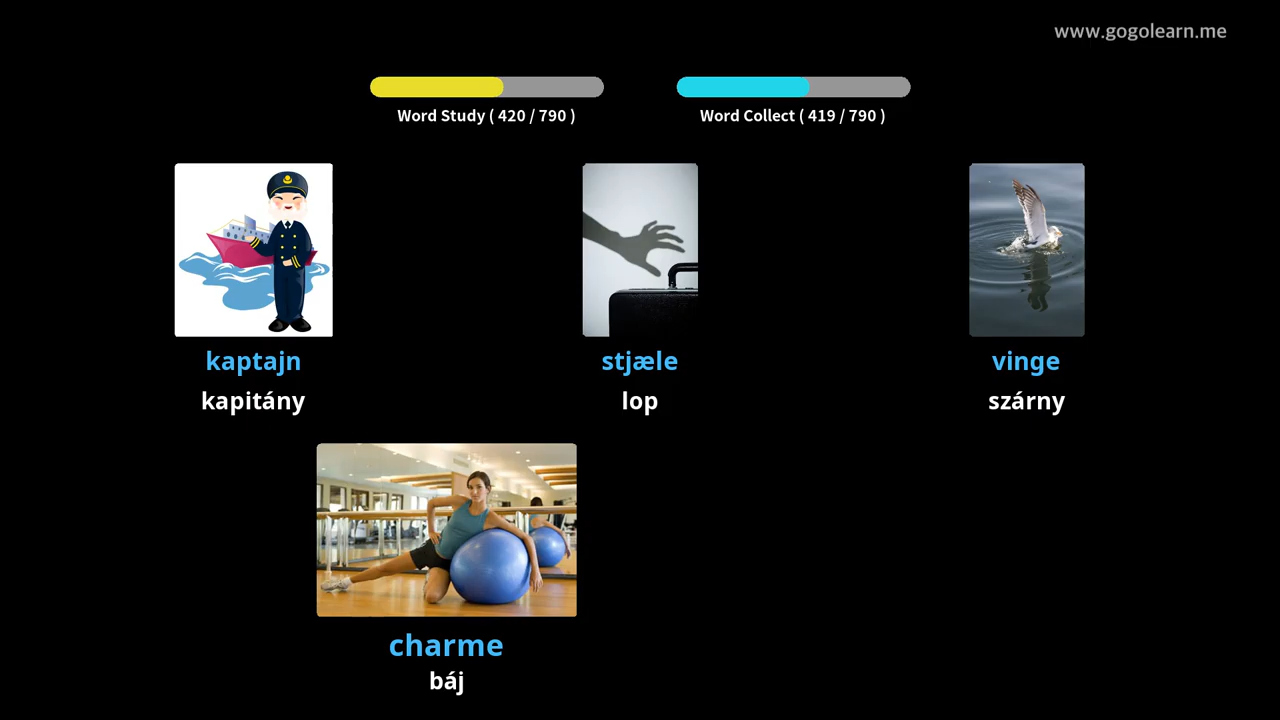 www.gogolearn.me
Word Study ( 420 / 790 )
Word Collect ( 419 / 790 )
kaptajn
kapitány
stjæle
lop
vinge
szárny
charme
báj